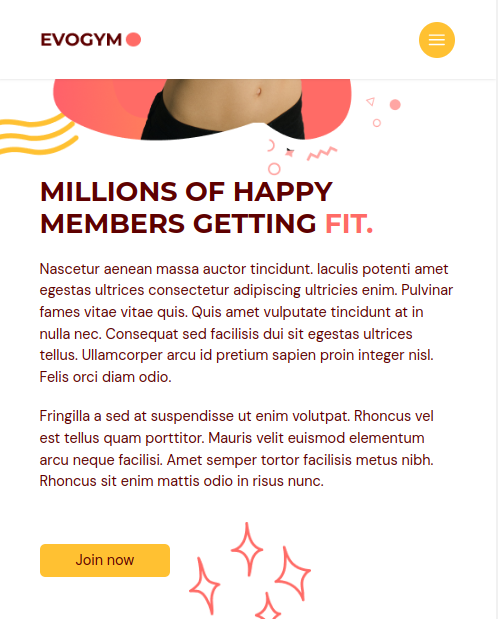 EVOGYM
MILLIONS OF HAPPY
MEMBERS GETTING FIT.
Nascetur aenean massa auctor tincidunt. Iaculis potenti amet
egestas ultrices consectetur adipiscing ultricies enim. Pulvinar
fames vitae vitae quis. Quis amet vulputate tincidunt at in
nulla nec. Consequat sed facilisis dui sit egestas ultrices
tellus. Ullamcorper arcu id pretium sapien proin integer nisl.
Felis orci diam odio.
Fringilla a sed at suspendisse ut enim volutpat. Rhoncus vel
est tellus quam porttitor. Mauris velit euismod elementum
arcu neque facilisi. Amet semper tortor facilisis metus nibh.
Rhoncus sit enim mattis odio in risus nunc.
Join now